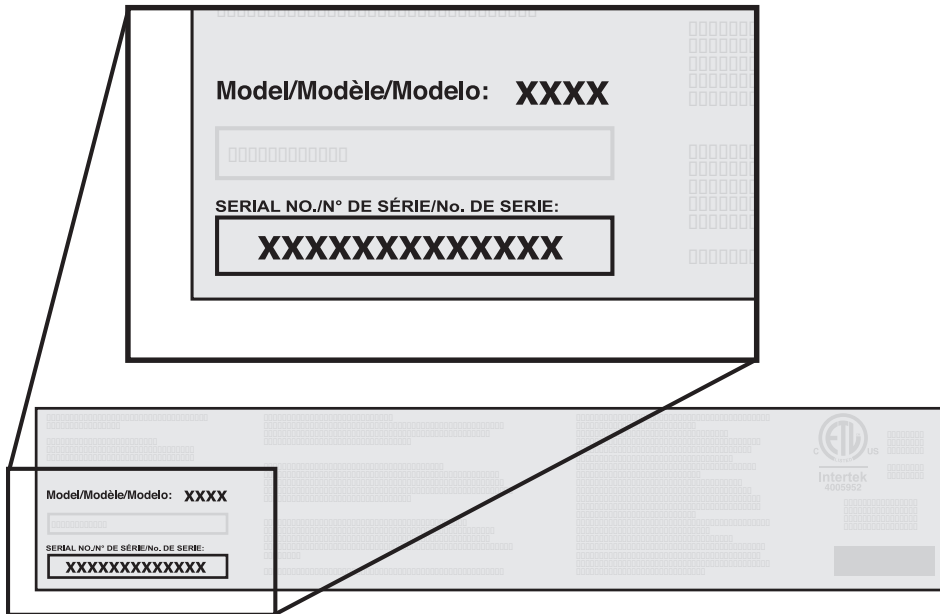 Model/Modèle/Modelo: XXXX
SERIAL NO./N° DE SÉRIE/No. DE SERIE:
XXXXXXXXXXXXX
Model/Modèle/Modelo: XXXX
SERIAL NO./N° DE SÉRIE/No. DE SERIE:
XXXXXXXXXXXXX
C ETL US
Intertek
4005952